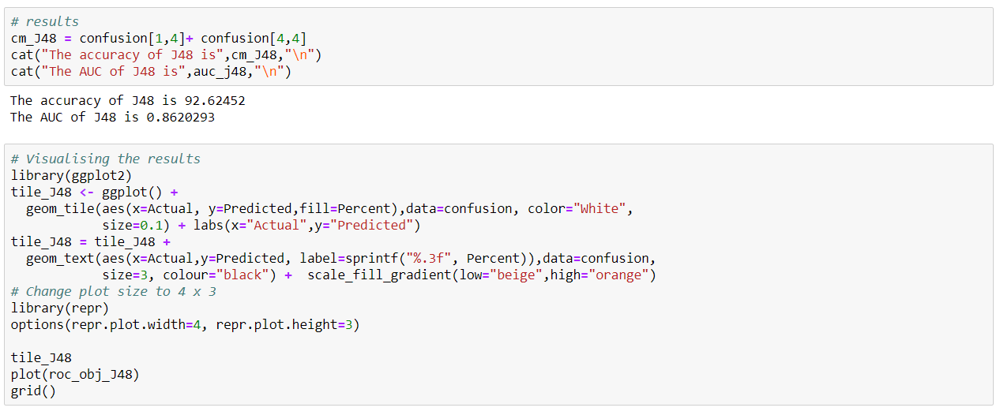 # results
cm_J48 = confusion[1,4]+ confusion[4,4]
cat("The accuracy of J48 is",cm_J48,"\n")
cat("The AUC of J48 is",auc_j48,"\n")
The accuracy of J48 is 92.62452
The AUC of J48 is 0.8620293
# Visualising the results
library(ggplot2)
tile_J48 <- ggplot() +
  geom_tile(aes(x=Actual, y=Predicted,fill=Percent),data=confusion, color="White",
            size=0.1) + labs(x="Actual",y="Predicted")
tile_J48 = tile_J48 +
  geom_text(aes(x=Actual,y=Predicted, label=sprintf("%.3f", Percent)),data=confusion,
            size=3, colour="black") +  scale_fill_gradient(low="beige",high="orange")
# Change plot size to 4 x 3
library(repr)
options(repr.plot.width=4, repr.plot.height=3)
tile_J48
plot(roc_obj_J48)
grid()